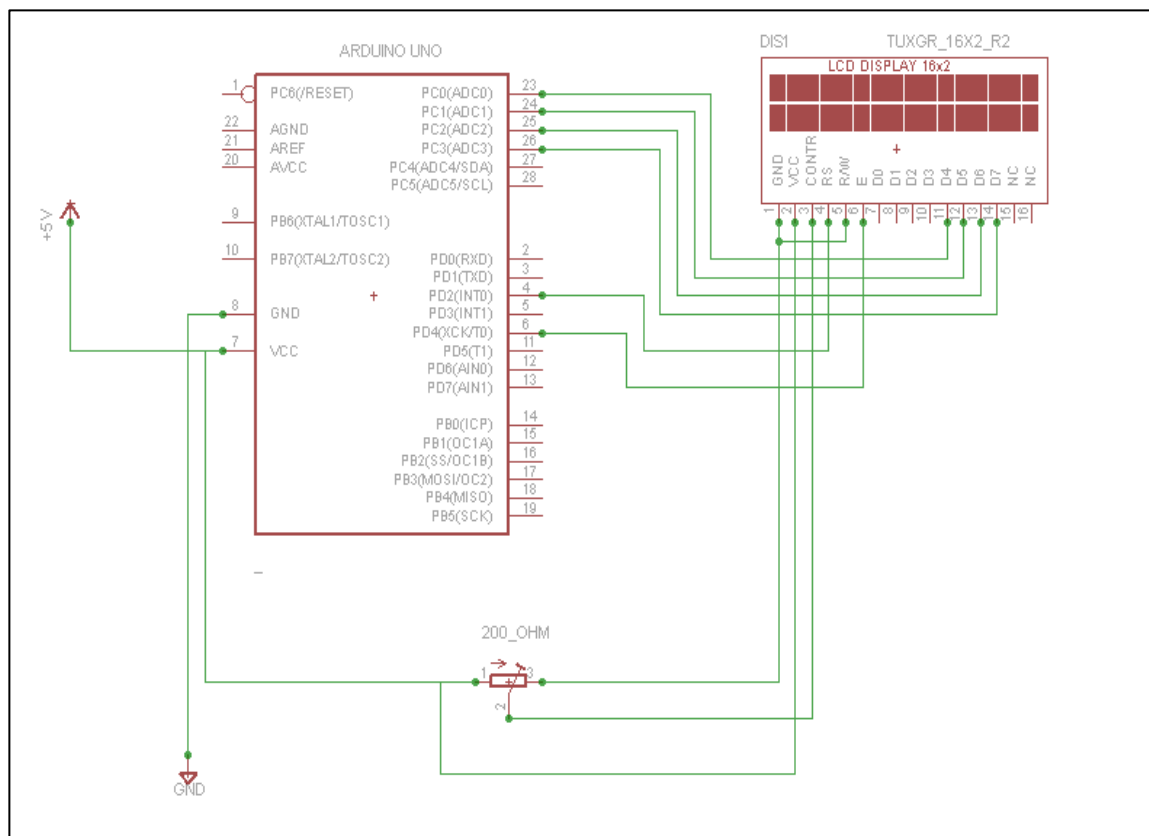 DIS1 TUXGR_16X2_R2
ARDUINO UNO
LCD DISPLAY 16x2
1 PC6(/RESET)
22 AGND
21 AREF
20 AVCC
9 PB6(XTAL1/TOSC1)
10 PB7(XTAL2/TOSC2)
8 GND
7 VCC
PC0(ADC0) 23
PC1(ADC1) 24
PC2(ADC2) 25
PC3(ADC3) 26
PC4(ADC4/SDA) 27
PC5(ADC5/SCL) 28
PD0(RXD) 2
PD1(TXD) 3
PD2(INT0) 4
PD3(INT1) 5
PD4(XCK/T0) 6
PD5(T1) 11
PD6(AIN0) 12
PD7(AIN1) 13
PB0(ICP) 14
PB1(OC1A) 15
PB2(SS/OC1B) 16
PB3(MOSI/OC2) 17
PB4(MISO) 18
PB5(SCK) 19
GND 1
VCC 2
CONTR 3
RS 4
R/W 5
E 6
D0 7
D1 8
D2 9
D3 10
D4 11
D5 12
D6 13
D7 14
NC 15
NC 16
+5V
200_OHM
1 3
2
GND